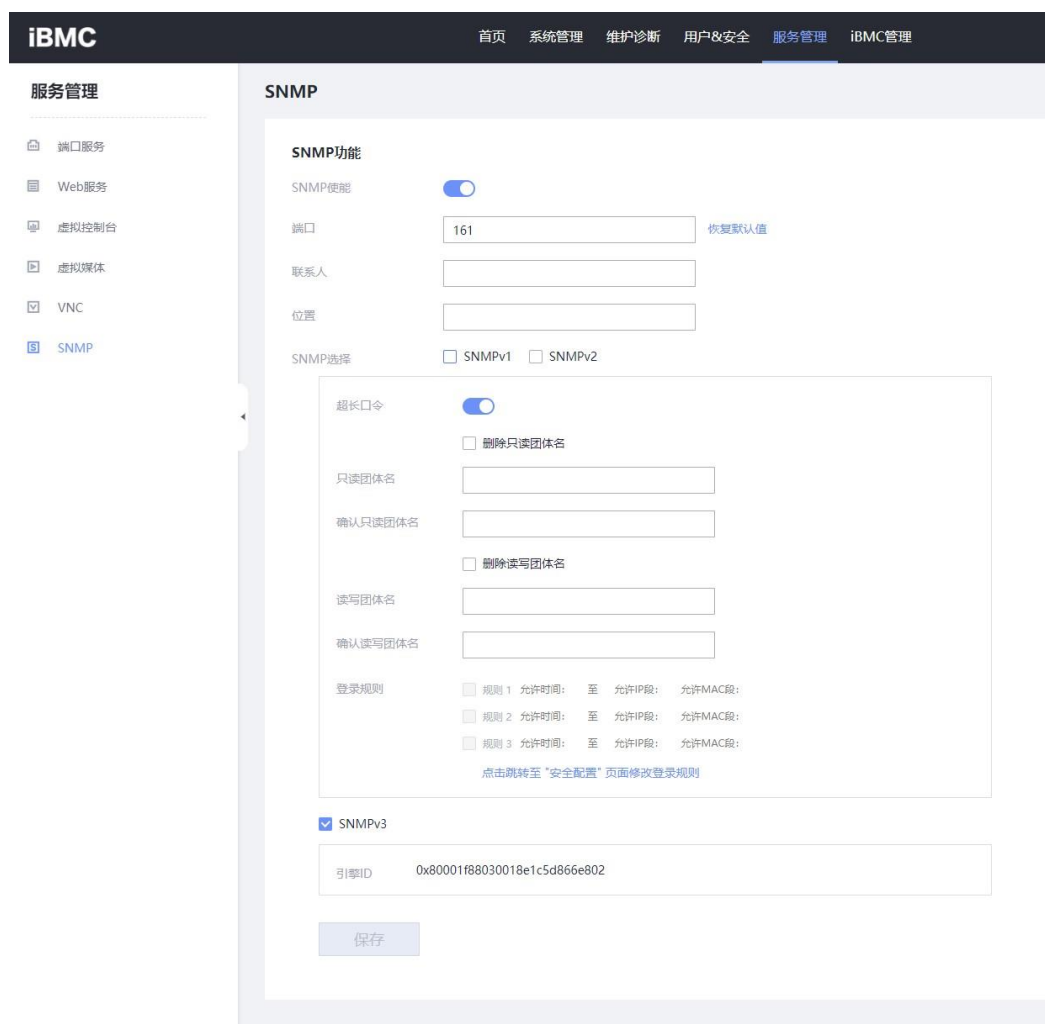 iBMC
首页 系统管理 维护诊断 用户&安全 服务管理 iBMC管理
服务管理
端口服务
Web服务
虚拟控制台
虚拟媒体
VNC
SNMP
SNMP
SNMP功能
SNMP使能
端口 161 恢复默认值
联系人
位置
SNMP选择 SNMPv1 SNMPv2
超长口令
删除只读团体名
只读团体名
确认只读团体名
删除读写团体名
读写团体名
确认读写团体名
登录规则 规则 1 允许时间: 至 允许IP段: 允许MAC段:
规则 2 允许时间: 至 允许IP段: 允许MAC段:
规则 3 允许时间: 至 允许IP段: 允许MAC段:
点击跳转至 "安全配置" 页面修改登录规则
SNMPv3
引擎ID 0x80001f88030018e1c5d866e802
保存